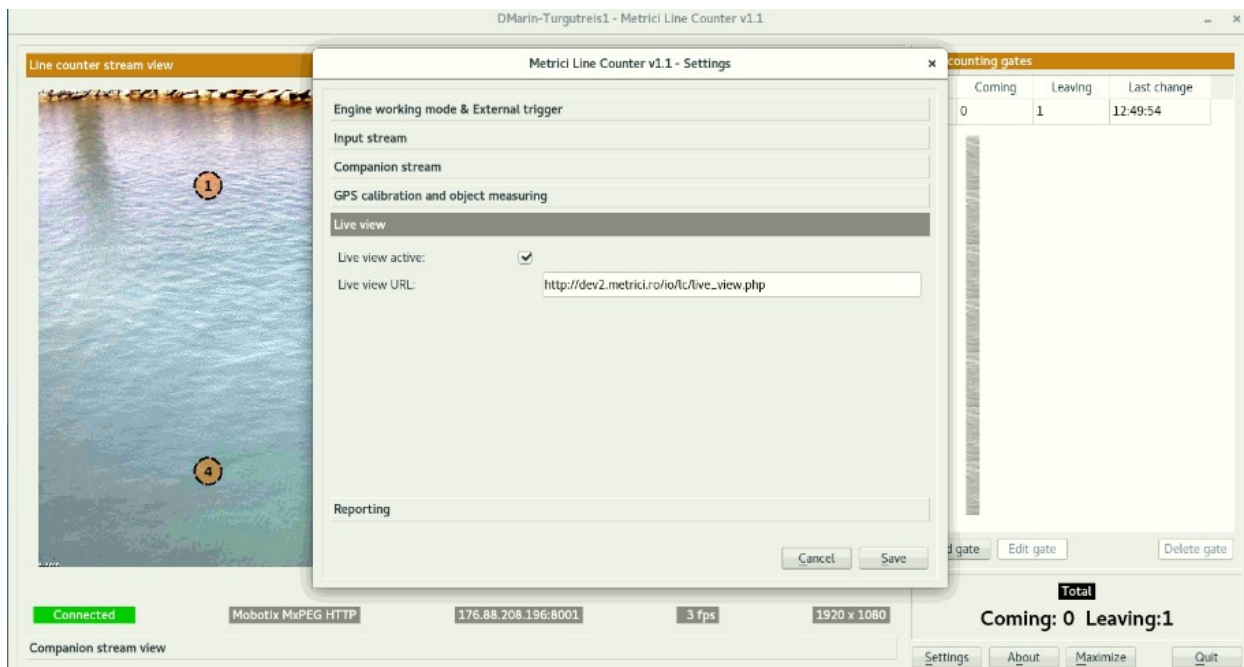 DMarin-Turgutreis1 - Metrici Line Counter v1.1
Line counter stream view
1
4
Metrici Line Counter v1.1 - Settings
Engine working mode & External trigger
Input stream
Companion stream
GPS calibration and object measuring
Live view
Live view active:
Live view URL: http://dev2.metrici.ro/io/lc/live_view.php
Reporting
Cancel Save
counting gates
Coming Leaving Last change
0 1 12:49:54
gate Edit gate Delete gate
Connected Mobotix MxPEG HTTP 176.88.208.196:8001 3 fps 1920 x 1080
Total
Coming: 0 Leaving:1
Companion stream view
Settings About Maximize Quit